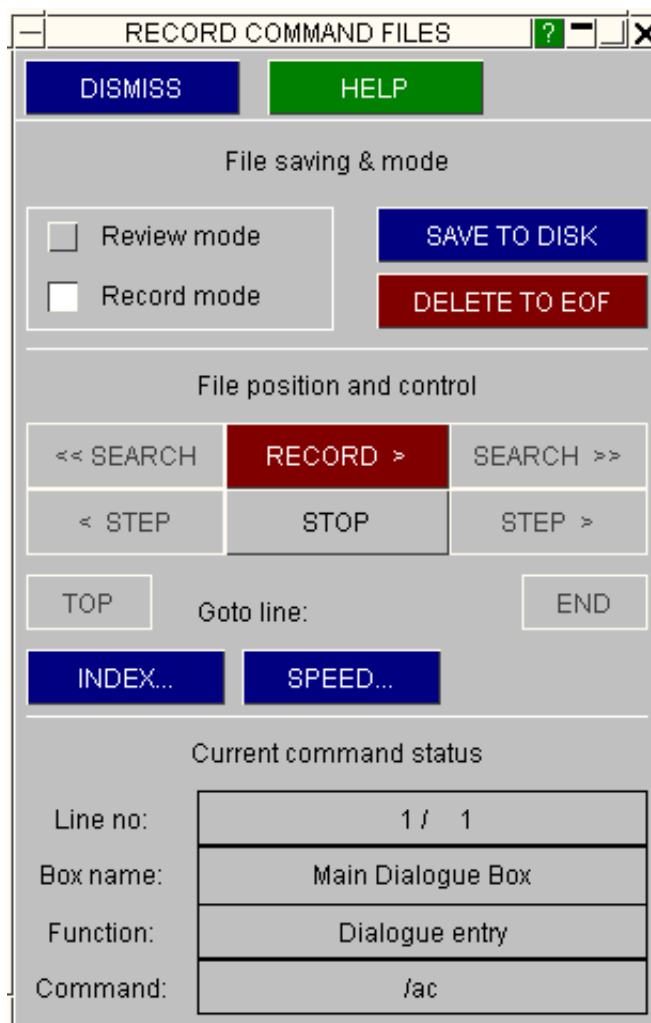 RECORD COMMAND FILES ?
DISMISS HELP
File saving & mode
Review mode SAVE TO DISK
Record mode DELETE TO EOF
File position and control
<< SEARCH RECORD > SEARCH >>
< STEP STOP STEP >
TOP Goto line: END
INDEX... SPEED...
Current command status
Line no: 1 / 1
Box name: Main Dialogue Box
Function: Dialogue entry
Command: /ac